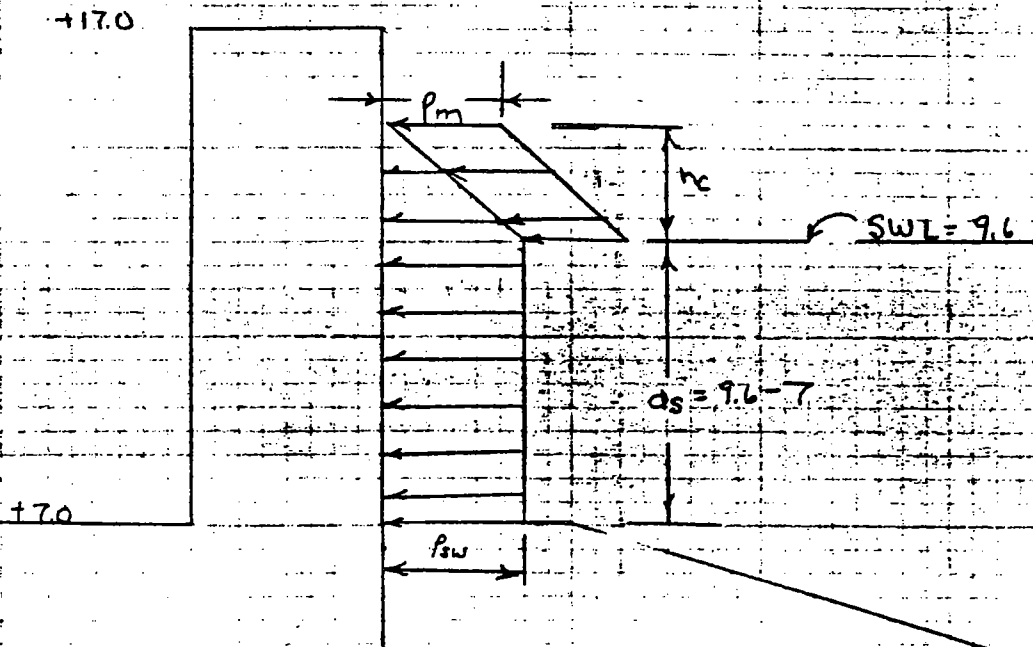 +17.0
Pm
hc
SWL = 9.6
ds = 9.6-7
+7.0
Psw